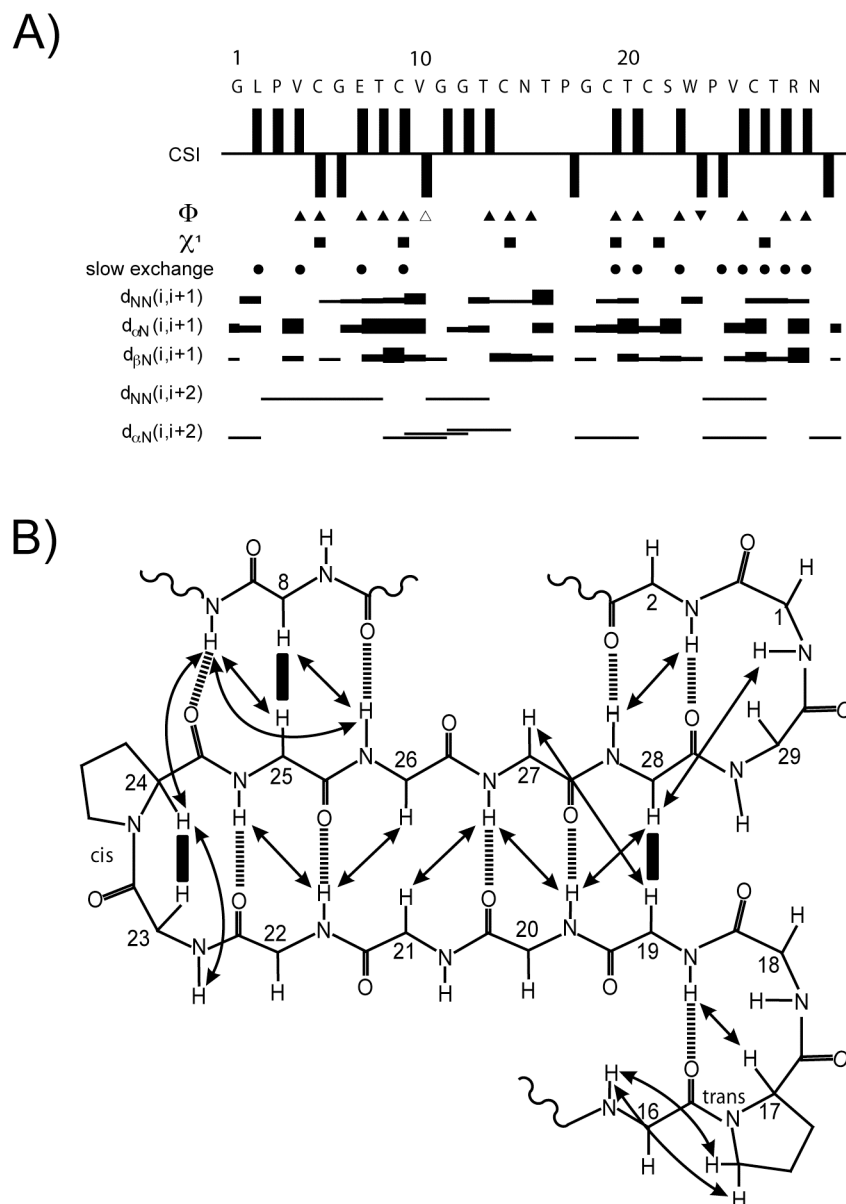 A)
1 10 20
G L P V C G E T C V G G T C N T P G C T C S W P V C T R N
CSI
Φ
χ¹
slow exchange
dNN(i,i+1)
dαN(i,i+1)
dβN(i,i+1)
dNN(i,i+2)
dαN(i,i+2)
B)
H
O H O
8 N H
N 2 N 1
O O
H H H H H N
O H H O H H O H O
24 N 25 N 26 N 27 N 28 N 29
N H O H H O H H
cis
O H O H H O H H
23 N 22 N 21 N 20 N 19 N 18
H H O H H O H
H H N
H O
H O trans
N 16 N 17
H H
H